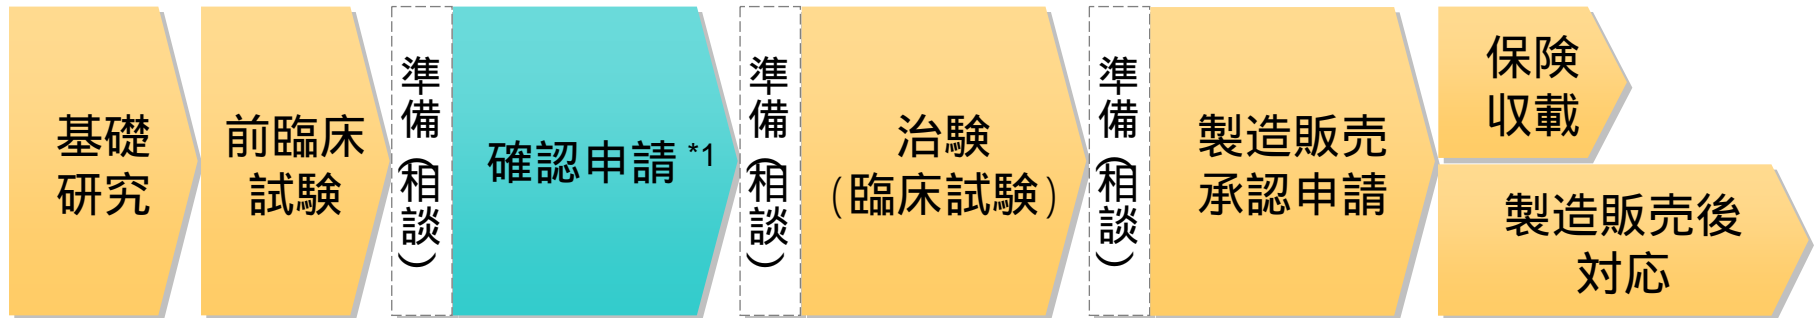 基礎
研究
前臨床
試験
準備(相談)
確認申請 *1
準備(相談)
治験
(臨床試験)
準備(相談)
製造販売
承認申請
保険
収載
製造販売後
対応